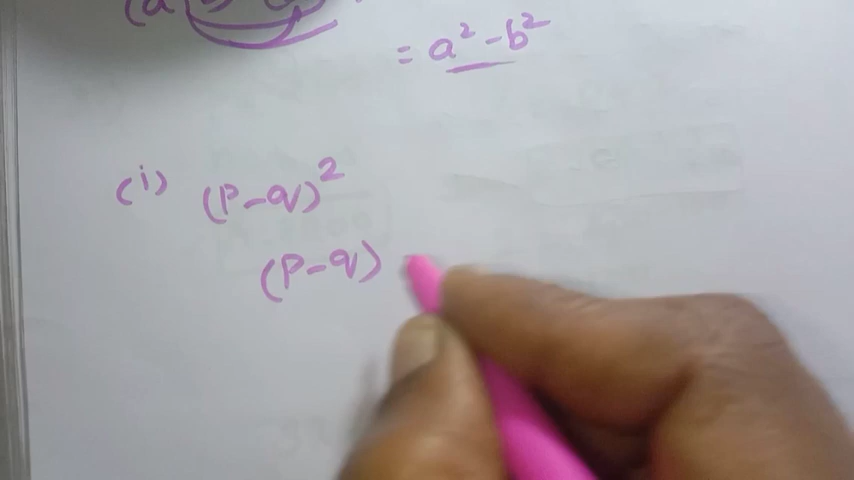 = a² - b²
(i) (P-q)²
(P-q)